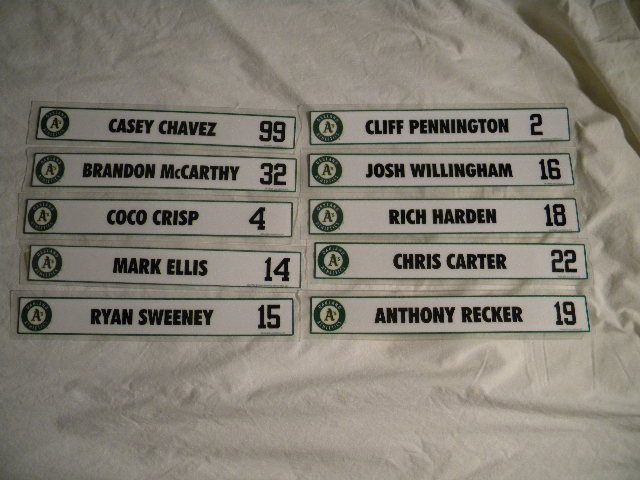 CASEY CHAVEZ 99
BRANDON McCARTHY 32
COCO CRISP 4
MARK ELLIS 14
RYAN SWEENEY 15
CLIFF PENNINGTON 2
JOSH WILLINGHAM 16
RICH HARDEN 18
CHRIS CARTER 22
ANTHONY RECKER 19